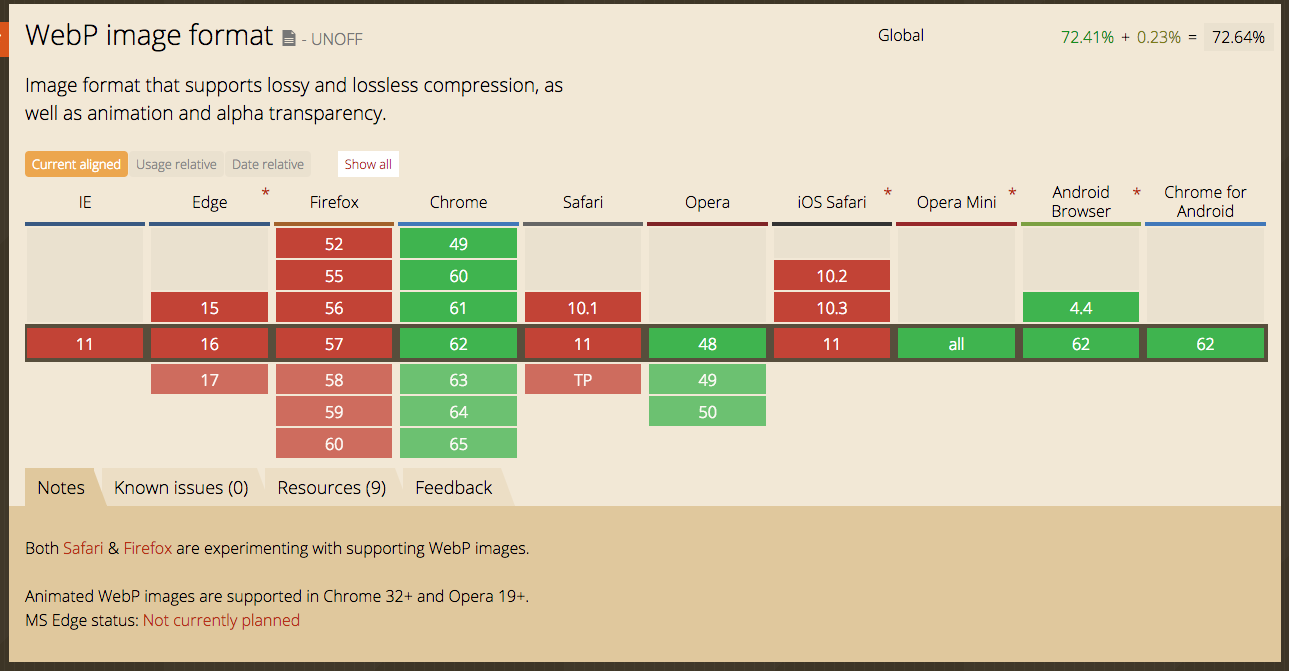 WebP image format - UNOFF
Global 72.41% + 0.23% = 72.64%
Image format that supports lossy and lossless compression, as
well as animation and alpha transparency.
Current aligned Usage relative Date relative Show all
IE Edge * Firefox Chrome Safari Opera iOS Safari * Opera Mini * Android Browser * Chrome for Android
52 49
55 60 10.2
15 56 61 10.1 10.3 4.4
11 16 57 62 11 48 11 all 62 62
17 58 63 TP 49
59 64 50
60 65
Notes Known issues (0) Resources (9) Feedback
Both Safari & Firefox are experimenting with supporting WebP images.
Animated WebP images are supported in Chrome 32+ and Opera 19+.
MS Edge status: Not currently planned